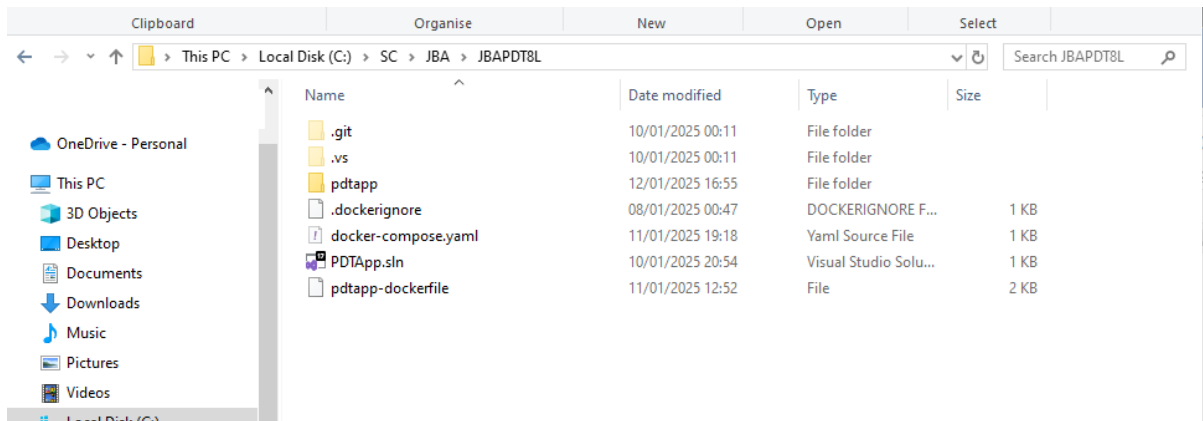 Clipboard Organise New Open Select
This PC > Local Disk (C:) > SC > JBA > JBAPDT8L Search JBAPDT8L
Name Date modified Type Size
OneDrive - Personal
This PC
3D Objects
Desktop
Documents
Downloads
Music
Pictures
Videos
Local Disk (C:)
.git 10/01/2025 00:11 File folder
.vs 10/01/2025 00:11 File folder
pdtapp 12/01/2025 16:55 File folder
.dockerignore 08/01/2025 00:47 DOCKERIGNORE F... 1 KB
docker-compose.yaml 11/01/2025 19:18 Yaml Source File 1 KB
PDTApp.sln 10/01/2025 20:54 Visual Studio Solu... 1 KB
pdtapp-dockerfile 11/01/2025 12:52 File 2 KB